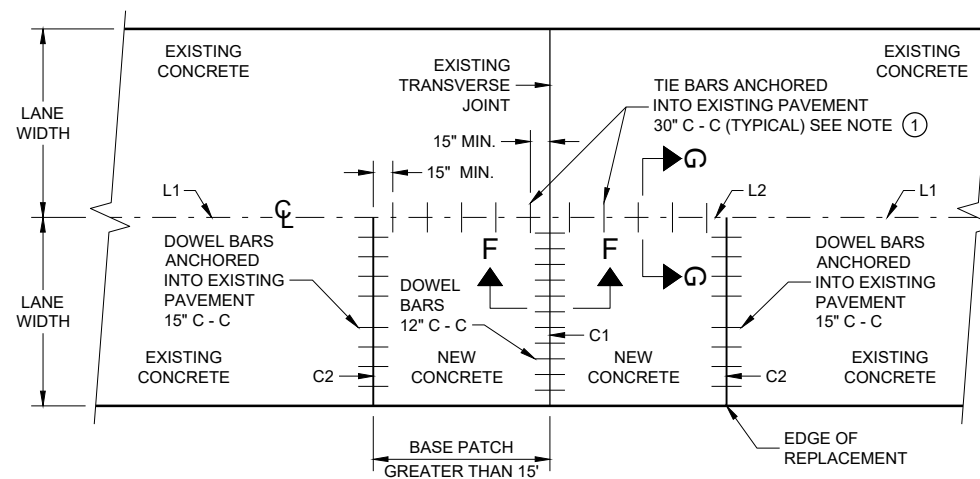 EXISTING
CONCRETE
EXISTING
TRANSVERSE
JOINT
TIE BARS ANCHORED
INTO EXISTING PAVEMENT
30" C - C (TYPICAL) SEE NOTE 1
EXISTING
CONCRETE
LANE
WIDTH
15" MIN.
15" MIN.
G
L1
CL
L2
L1
DOWEL BARS
ANCHORED
INTO EXISTING
PAVEMENT
15" C - C
F
F
G
DOWEL BARS
ANCHORED
INTO EXISTING
PAVEMENT
15" C - C
LANE
WIDTH
DOWEL
BARS
12" C - C
C1
EXISTING
CONCRETE
C2
NEW
CONCRETE
NEW
CONCRETE
C2
EXISTING
CONCRETE
BASE PATCH
GREATER THAN 15'
EDGE OF
REPLACEMENT